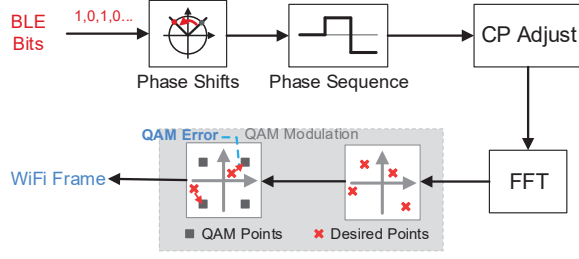 BLE
Bits
1,0,1,0...
Phase Shifts
Phase Sequence
CP Adjust
QAM Error
QAM Modulation
WiFi Frame
FFT
QAM Points
Desired Points